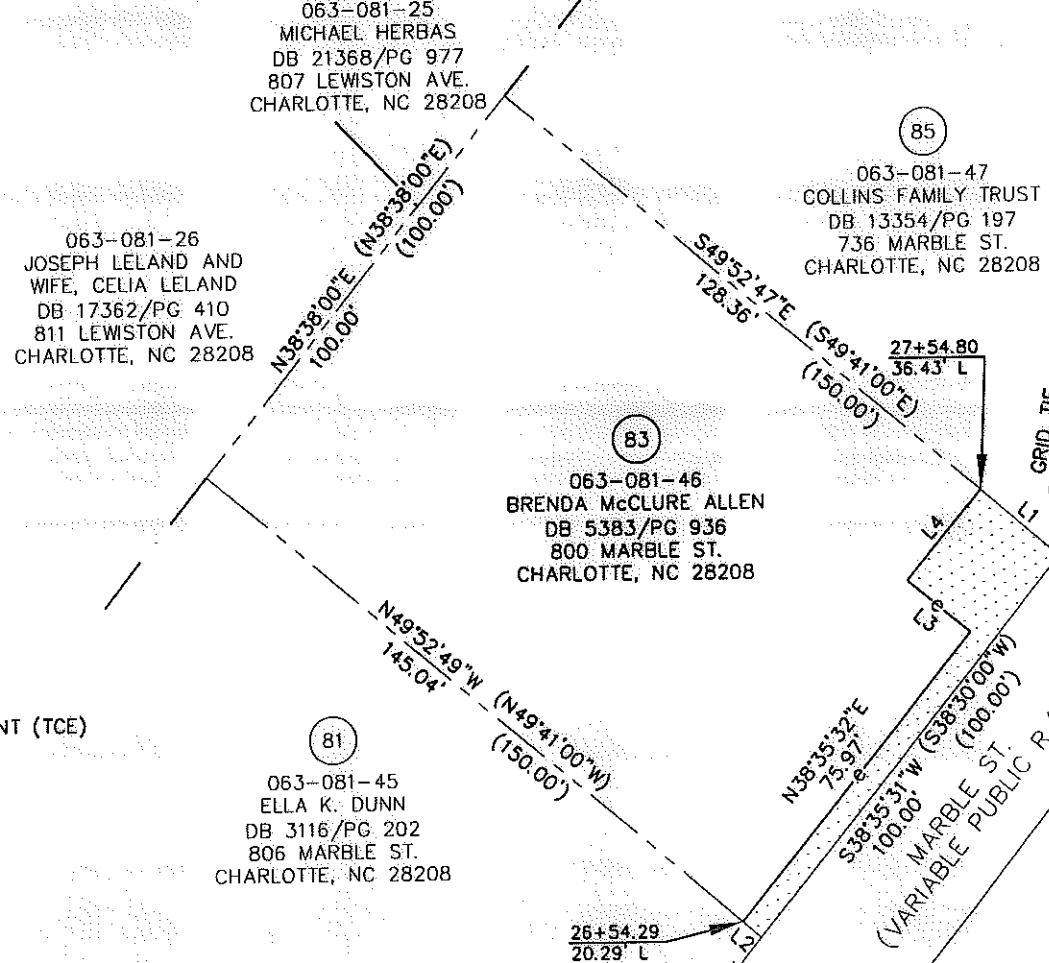 063-081-25
MICHAEL HERBAS
DB 21368/PG 977
807 LEWISTON AVE.
CHARLOTTE, NC 28208
85
063-081-47
COLLINS FAMILY TRUST
DB 13354/PG 197
736 MARBLE ST.
CHARLOTTE, NC 28208
063-081-26
JOSEPH LELAND AND
WIFE, CELIA LELAND
DB 17362/PG 410
811 LEWISTON AVE.
CHARLOTTE, NC 28208
N38°38'00"E (N38°38'00"E)
100.00' (100.00')
S49°52'47"E (S49°41'00"E)
128.36' (150.00')
27+54.80
36.43' L
GRID TIE
L1
L4
L3
e
83
063-081-46
BRENDA McCLURE ALLEN
DB 5383/PG 936
800 MARBLE ST.
CHARLOTTE, NC 28208
N49°52'49"W (N49°41'00"W)
145.04' (150.00')
NT (TCE)
81
063-081-45
ELLA K. DUNN
DB 3116/PG 202
806 MARBLE ST.
CHARLOTTE, NC 28208
N38°35'32"E
75.97'
e
S38°35'31"W (S38°30'00"W)
100.00' (100.00')
MARBLE ST.
(VARIABLE PUBLIC R
26+54.29
20.29' L
L2